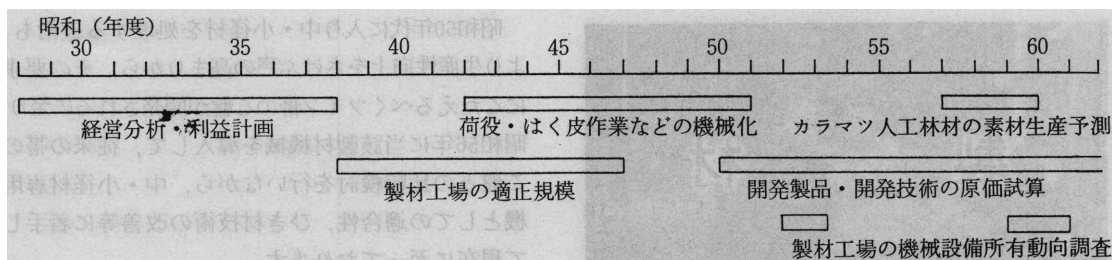 昭和（年度）
30 35 40 45 50 55 60
経営分析・利益計画
荷役・はく皮作業などの機械化
カラマツ人工林材の素材生産予測
製材工場の適正規模
開発製品・開発技術の原価試算
製材工場の機械設備所有動向調査